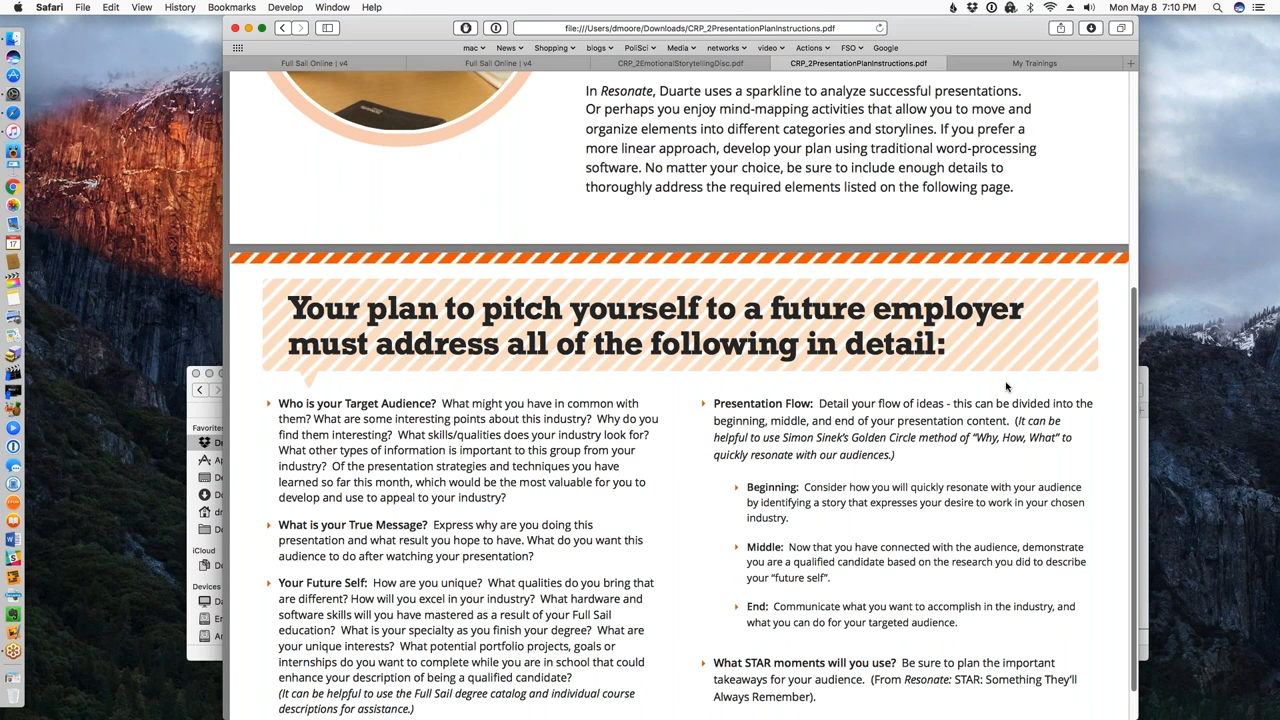 Safari File Edit View History Bookmarks Develop Window Help
Mon May 8 7:10 PM
file:///Users/dmoore/Downloads/CRP_2PresentationPlanInstructions.pdf
mac News Shopping blogs PoliSci Media networks video Actions FSO Google
Full Sail Online | v4 Full Sail Online | v4 CRP_2EmotionalStorytellingDisc.pdf CRP_2PresentationPlanInstructions.pdf My Trainings
In Resonate, Duarte uses a sparkline to analyze successful presentations.
Or perhaps you enjoy mind-mapping activities that allow you to move and
organize elements into different categories and storylines. If you prefer a
more linear approach, develop your plan using traditional word-processing
software. No matter your choice, be sure to include enough details to
thoroughly address the required elements listed on the following page.
Your plan to pitch yourself to a future employer
must address all of the following in detail:
Who is your Target Audience? What might you have in common with
them? What are some interesting points about this industry? Why do you
find them interesting? What skills/qualities does your industry look for?
What other types of information is important to this group from your
industry? Of the presentation strategies and techniques you have
learned so far this month, which would be the most valuable for you to
develop and use to appeal to your industry?
What is your True Message? Express why are you doing this
presentation and what result you hope to have. What do you want this
audience to do after watching your presentation?
Your Future Self: How are you unique? What qualities do you bring that
are different? How will you excel in your industry? What hardware and
software skills will you have mastered as a result of your Full Sail
education? What is your specialty as you finish your degree? What are
your unique interests? What potential portfolio projects, goals or
internships do you want to complete while you are in school that could
enhance your description of being a qualified candidate?
(It can be helpful to use the Full Sail degree catalog and individual course
descriptions for assistance.)
Presentation Flow: Detail your flow of ideas - this can be divided into the
beginning, middle, and end of your presentation content. (It can be
helpful to use Simon Sinek's Golden Circle method of "Why, How, What" to
quickly resonate with our audiences.)
Beginning: Consider how you will quickly resonate with your audience
by identifying a story that expresses your desire to work in your chosen
industry.
Middle: Now that you have connected with the audience, demonstrate
you are a qualified candidate based on the research you did to describe
your "future self".
End: Communicate what you want to accomplish in the industry, and
what you can do for your targeted audience.
What STAR moments will you use? Be sure to plan the important
takeaways for your audience. (From Resonate: STAR: Something They'll
Always Remember).
Favorites
iCloud
Devices
17